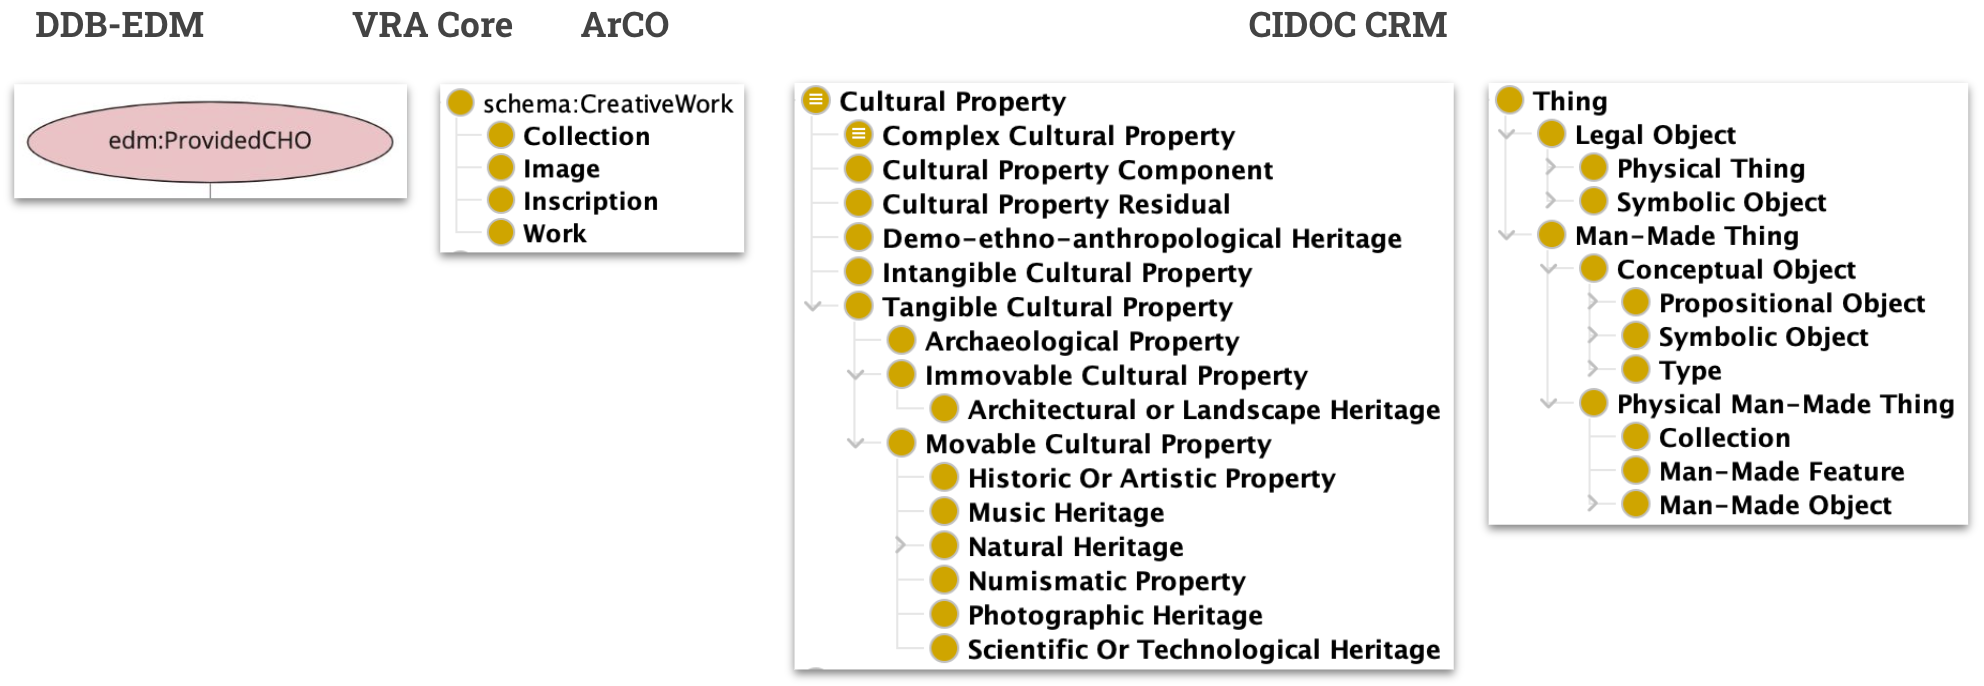 DDB-EDM
VRA Core
ArCO
CIDOC CRM
edm:ProvidedCHO
schema:CreativeWork
Collection
Image
Inscription
Work
Cultural Property
Complex Cultural Property
Cultural Property Component
Cultural Property Residual
Demo-ethno-anthropological Heritage
Intangible Cultural Property
Tangible Cultural Property
Archaeological Property
Immovable Cultural Property
Architectural or Landscape Heritage
Movable Cultural Property
Historic Or Artistic Property
Music Heritage
Natural Heritage
Numismatic Property
Photographic Heritage
Scientific Or Technological Heritage
Thing
Legal Object
Physical Thing
Symbolic Object
Man-Made Thing
Conceptual Object
Propositional Object
Symbolic Object
Type
Physical Man-Made Thing
Collection
Man-Made Feature
Man-Made Object